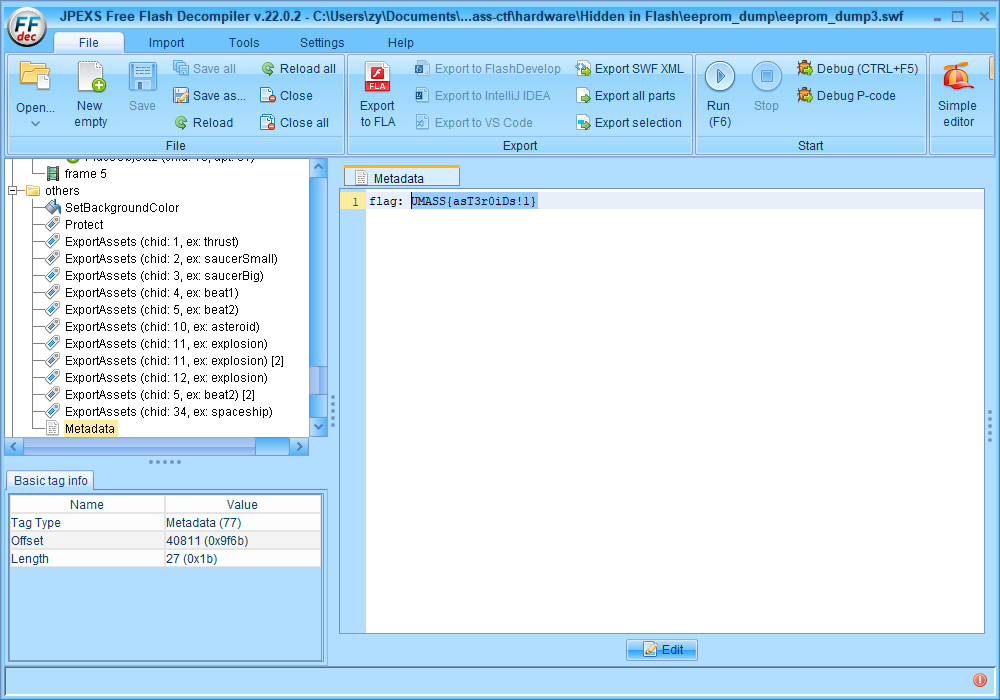 FF
dec
JPEXS Free Flash Decompiler v.22.0.2 - C:\Users\zy\Documents\...ass-ctf\hardware\Hidden in Flash\eeprom_dump\eeprom_dump3.swf
File Import Tools Settings Help
Open...
New
empty
Save
Save all
Save as...
Reload
Reload all
Close
Close all
File
FLA
Export
to FLA
Export to FlashDevelop
Export to IntelliJ IDEA
Export to VS Code
Export SWF XML
Export all parts
Export selection
Export
Run
(F6)
Stop
Debug (CTRL+F5)
Debug P-code
Start
Simple
editor
frame 5
others
SetBackgroundColor
Protect
ExportAssets (chid: 1, ex: thrust)
ExportAssets (chid: 2, ex: saucerSmall)
ExportAssets (chid: 3, ex: saucerBig)
ExportAssets (chid: 4, ex: beat1)
ExportAssets (chid: 5, ex: beat2)
ExportAssets (chid: 10, ex: asteroid)
ExportAssets (chid: 11, ex: explosion)
ExportAssets (chid: 11, ex: explosion) [2]
ExportAssets (chid: 12, ex: explosion)
ExportAssets (chid: 5, ex: beat2) [2]
ExportAssets (chid: 34, ex: spaceship)
Metadata
Metadata
1 flag: UMASS{asT3r0iDs!1}
Basic tag info
Name Value
Tag Type Metadata (77)
Offset 40811 (0x9f6b)
Length 27 (0x1b)
Edit